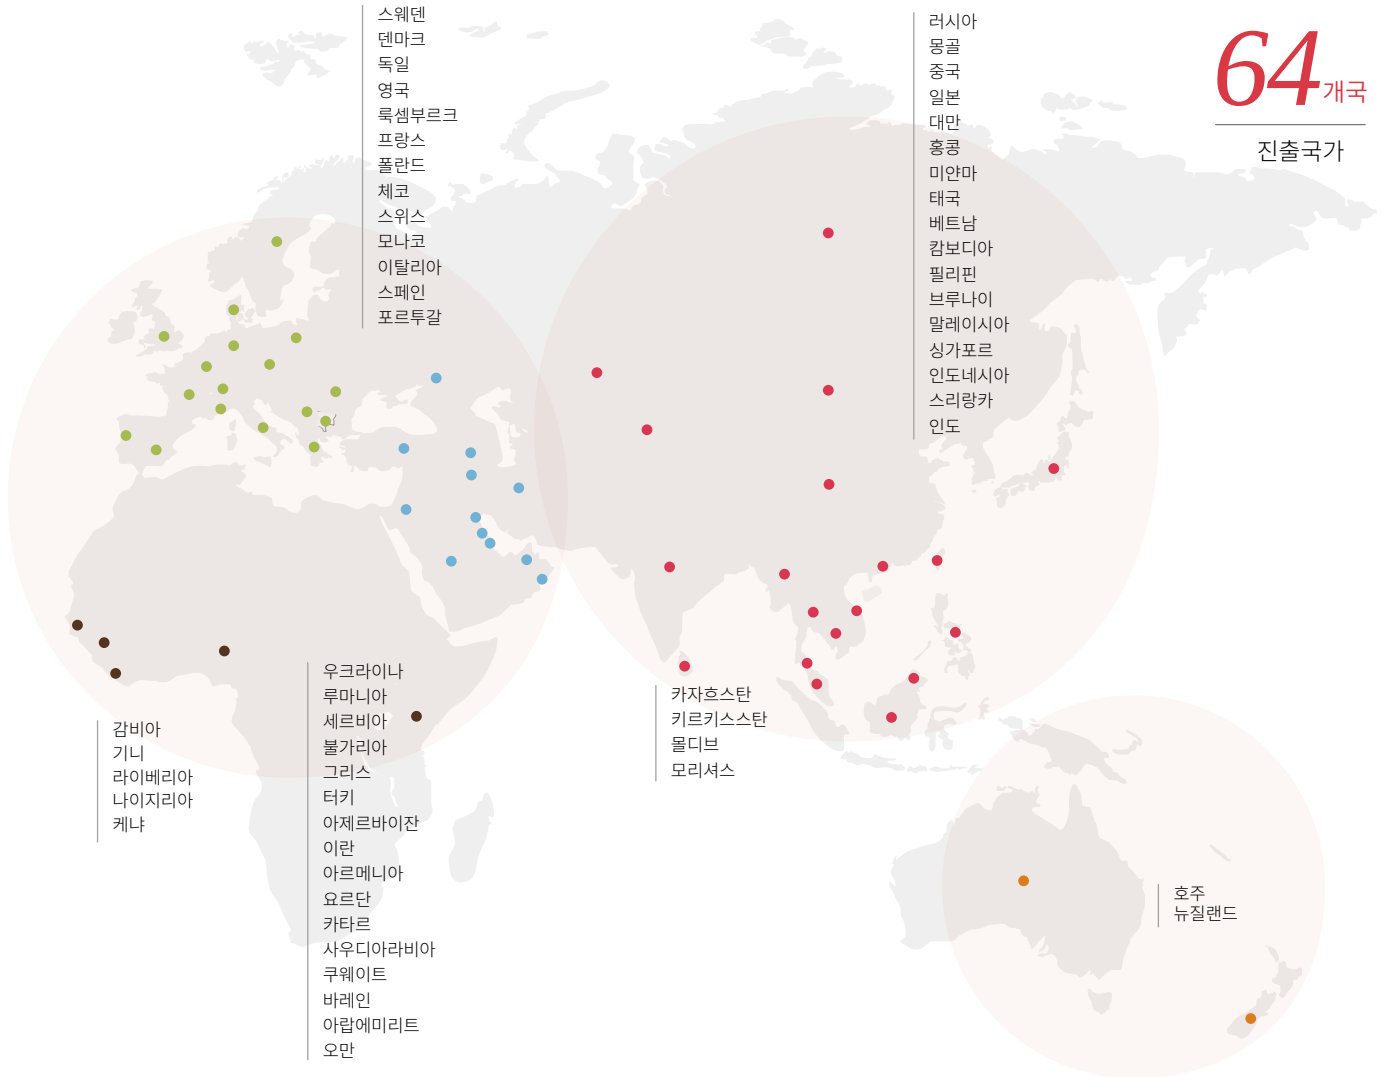 스웨덴
덴마크
독일
영국
룩셈부르크
프랑스
폴란드
체코
스위스
모나코
이탈리아
스페인
포르투갈
러시아
몽골
중국
일본
대만
홍콩
미얀마
태국
베트남
캄보디아
필리핀
브루나이
말레이시아
싱가포르
인도네시아
스리랑카
인도
64개국
진출국가
감비아
기니
라이베리아
나이지리아
케냐
우크라이나
루마니아
세르비아
불가리아
그리스
터키
아제르바이잔
이란
아르메니아
요르단
카타르
사우디아라비아
쿠웨이트
바레인
아랍에미리트
오만
카자흐스탄
키르키스스탄
몰디브
모리셔스
호주
뉴질랜드